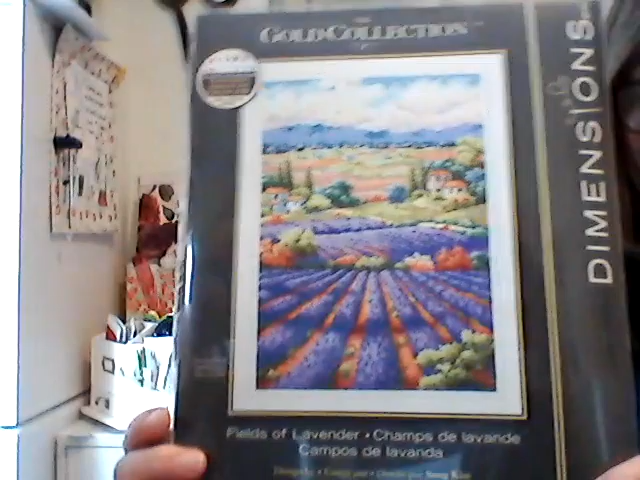 GOLD COLLECTION
DIMENSIONS
Fields of Lavender • Champs de lavande
Campos de lavanda